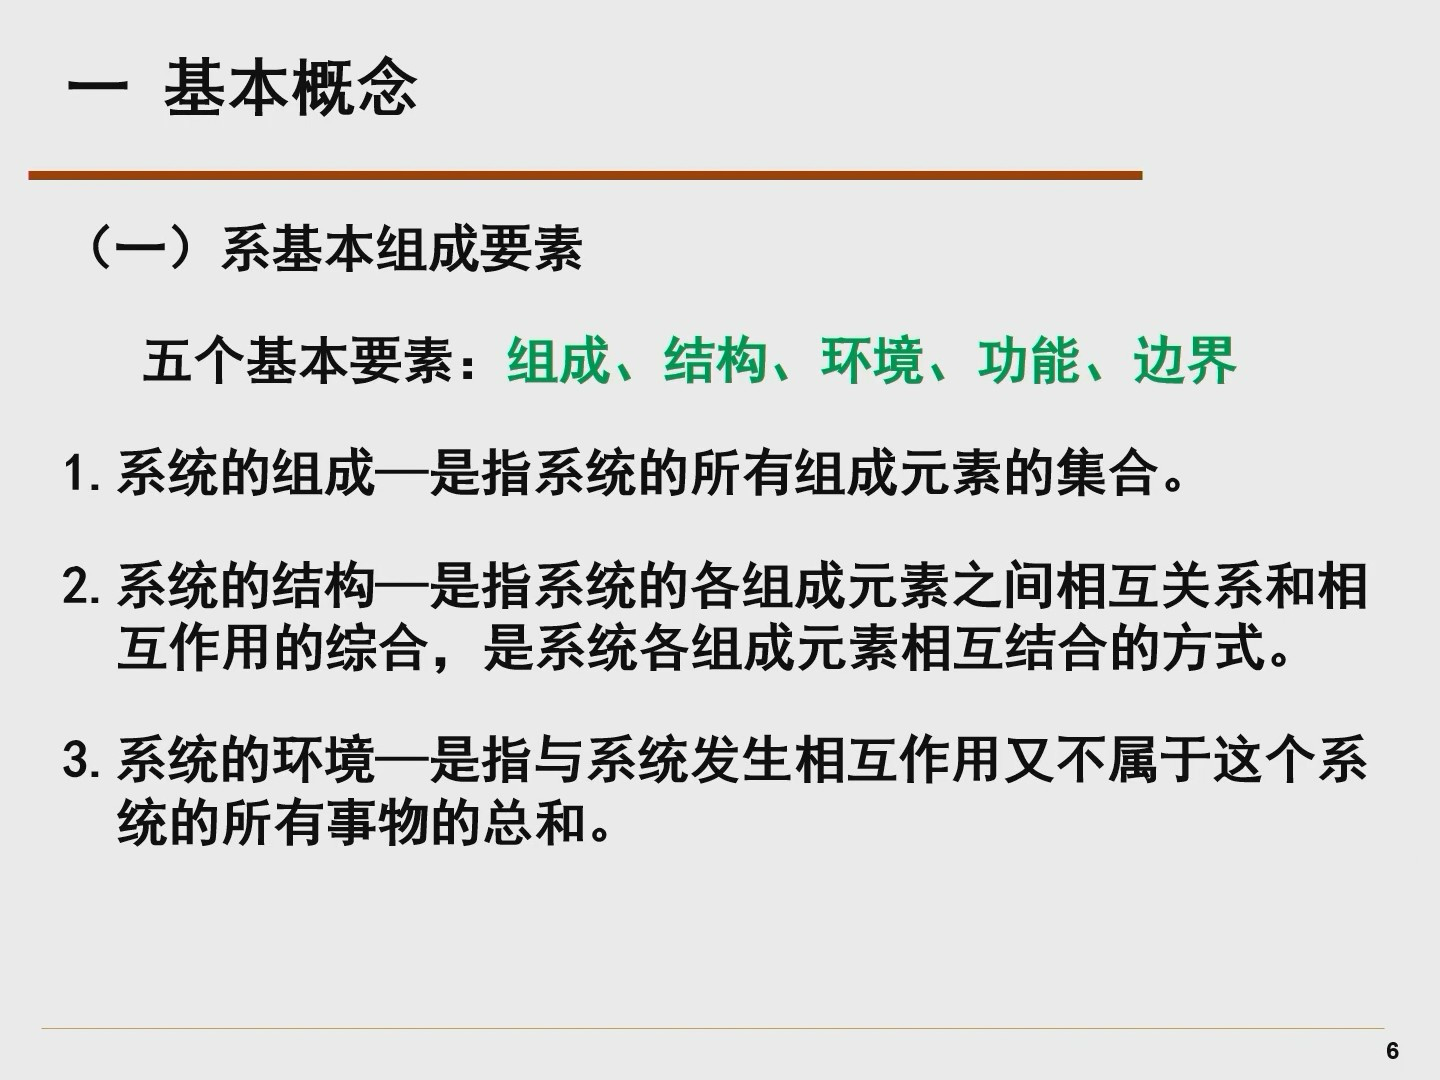 一 基本概念
（一）系基本组成要素
五个基本要素：组成、结构、环境、功能、边界
1.系统的组成—是指系统的所有组成元素的集合。
2.系统的结构—是指系统的各组成元素之间相互关系和相
互作用的综合，是系统各组成元素相互结合的方式。
3.系统的环境—是指与系统发生相互作用又不属于这个系
统的所有事物的总和。
6